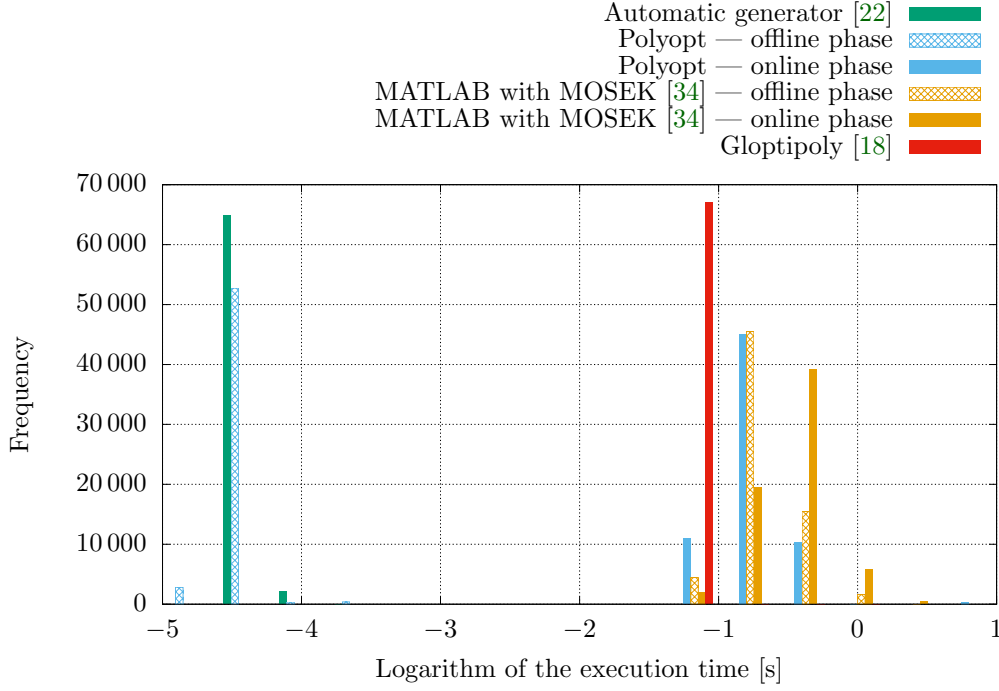 Automatic generator [22]
Polyopt — offline phase
Polyopt — online phase
MATLAB with MOSEK [34] — offline phase
MATLAB with MOSEK [34] — online phase
Gloptipoly [18]
70 000
60 000
50 000
40 000
30 000
20 000
10 000
0
Frequency
−5 −4 −3 −2 −1 0 1
Logarithm of the execution time [s]